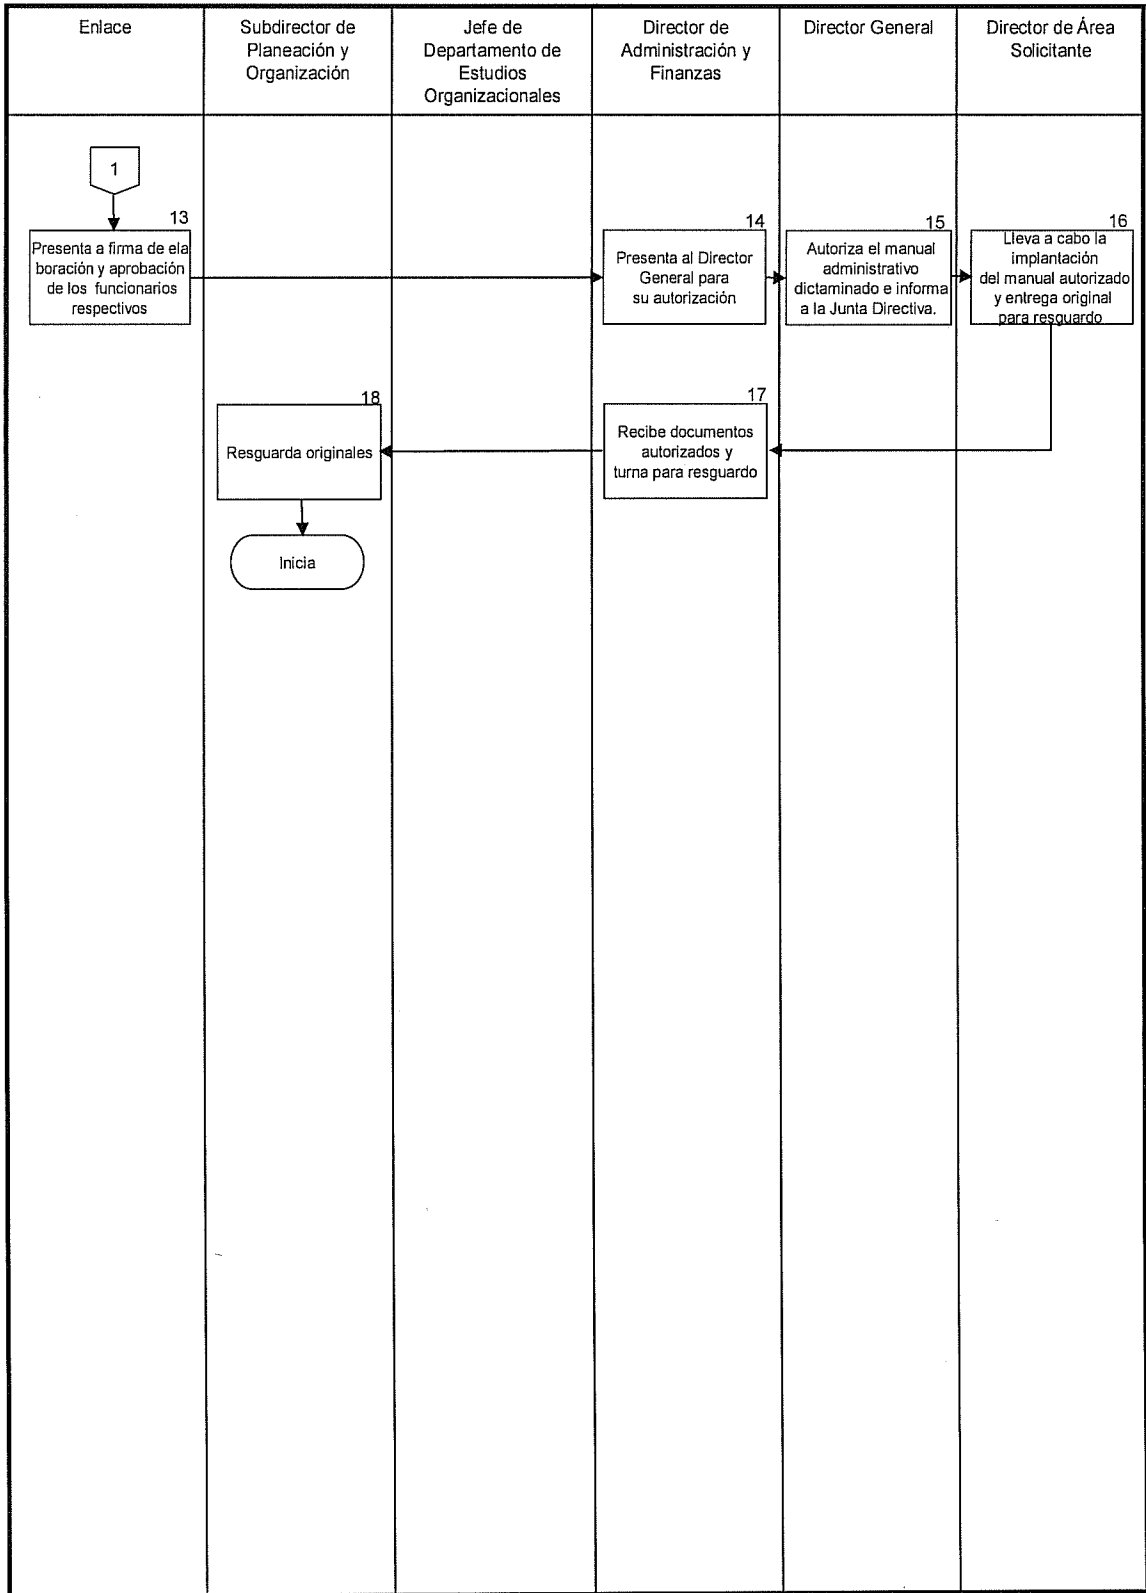 Enlace
Subdirector de
Planeación y
Organización
Jefe de
Departamento de
Estudios
Organizacionales
Director de
Administración y
Finanzas
Director General
Director de Área
Solicitante
1
13
Presenta a firma de ela
boración y aprobación
de los funcionarios
respectivos
14
Presenta al Director
General para
su autorización
15
Autoriza el manual
administrativo
dictaminado e informa
a la Junta Directiva.
16
Lleva a cabo la
implantación
del manual autorizado
y entrega original
para resguardo
17
Recibe documentos
autorizados y
turna para resguardo
18
Resguarda originales
Inicia